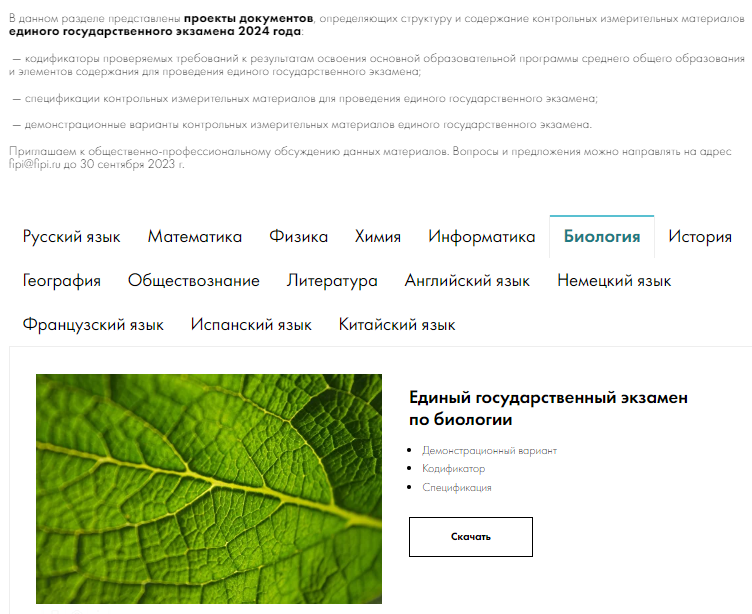 В данном разделе представлены проекты документов, определяющих структуру и содержание контрольных измерительных материалов
единого государственного экзамена 2024 года:
— кодификаторы проверяемых требований к результатам освоения основной образовательной программы среднего общего образования
и элементов содержания для проведения единого государственного экзамена;
— спецификации контрольных измерительных материалов для проведения единого государственного экзамена;
— демонстрационные варианты контрольных измерительных материалов единого государственного экзамена.
Приглашаем к общественно-профессиональному обсуждению данных материалов. Вопросы и предложения можно направлять на адрес
fipi@fipi.ru до 30 сентября 2023 г.
Русский язык Математика Физика Химия Информатика Биология История
География Обществознание Литература Английский язык Немецкий язык
Французский язык Испанский язык Китайский язык
Единый государственный экзамен
по биологии
Демонстрационный вариант
Кодификатор
Спецификация
Скачать